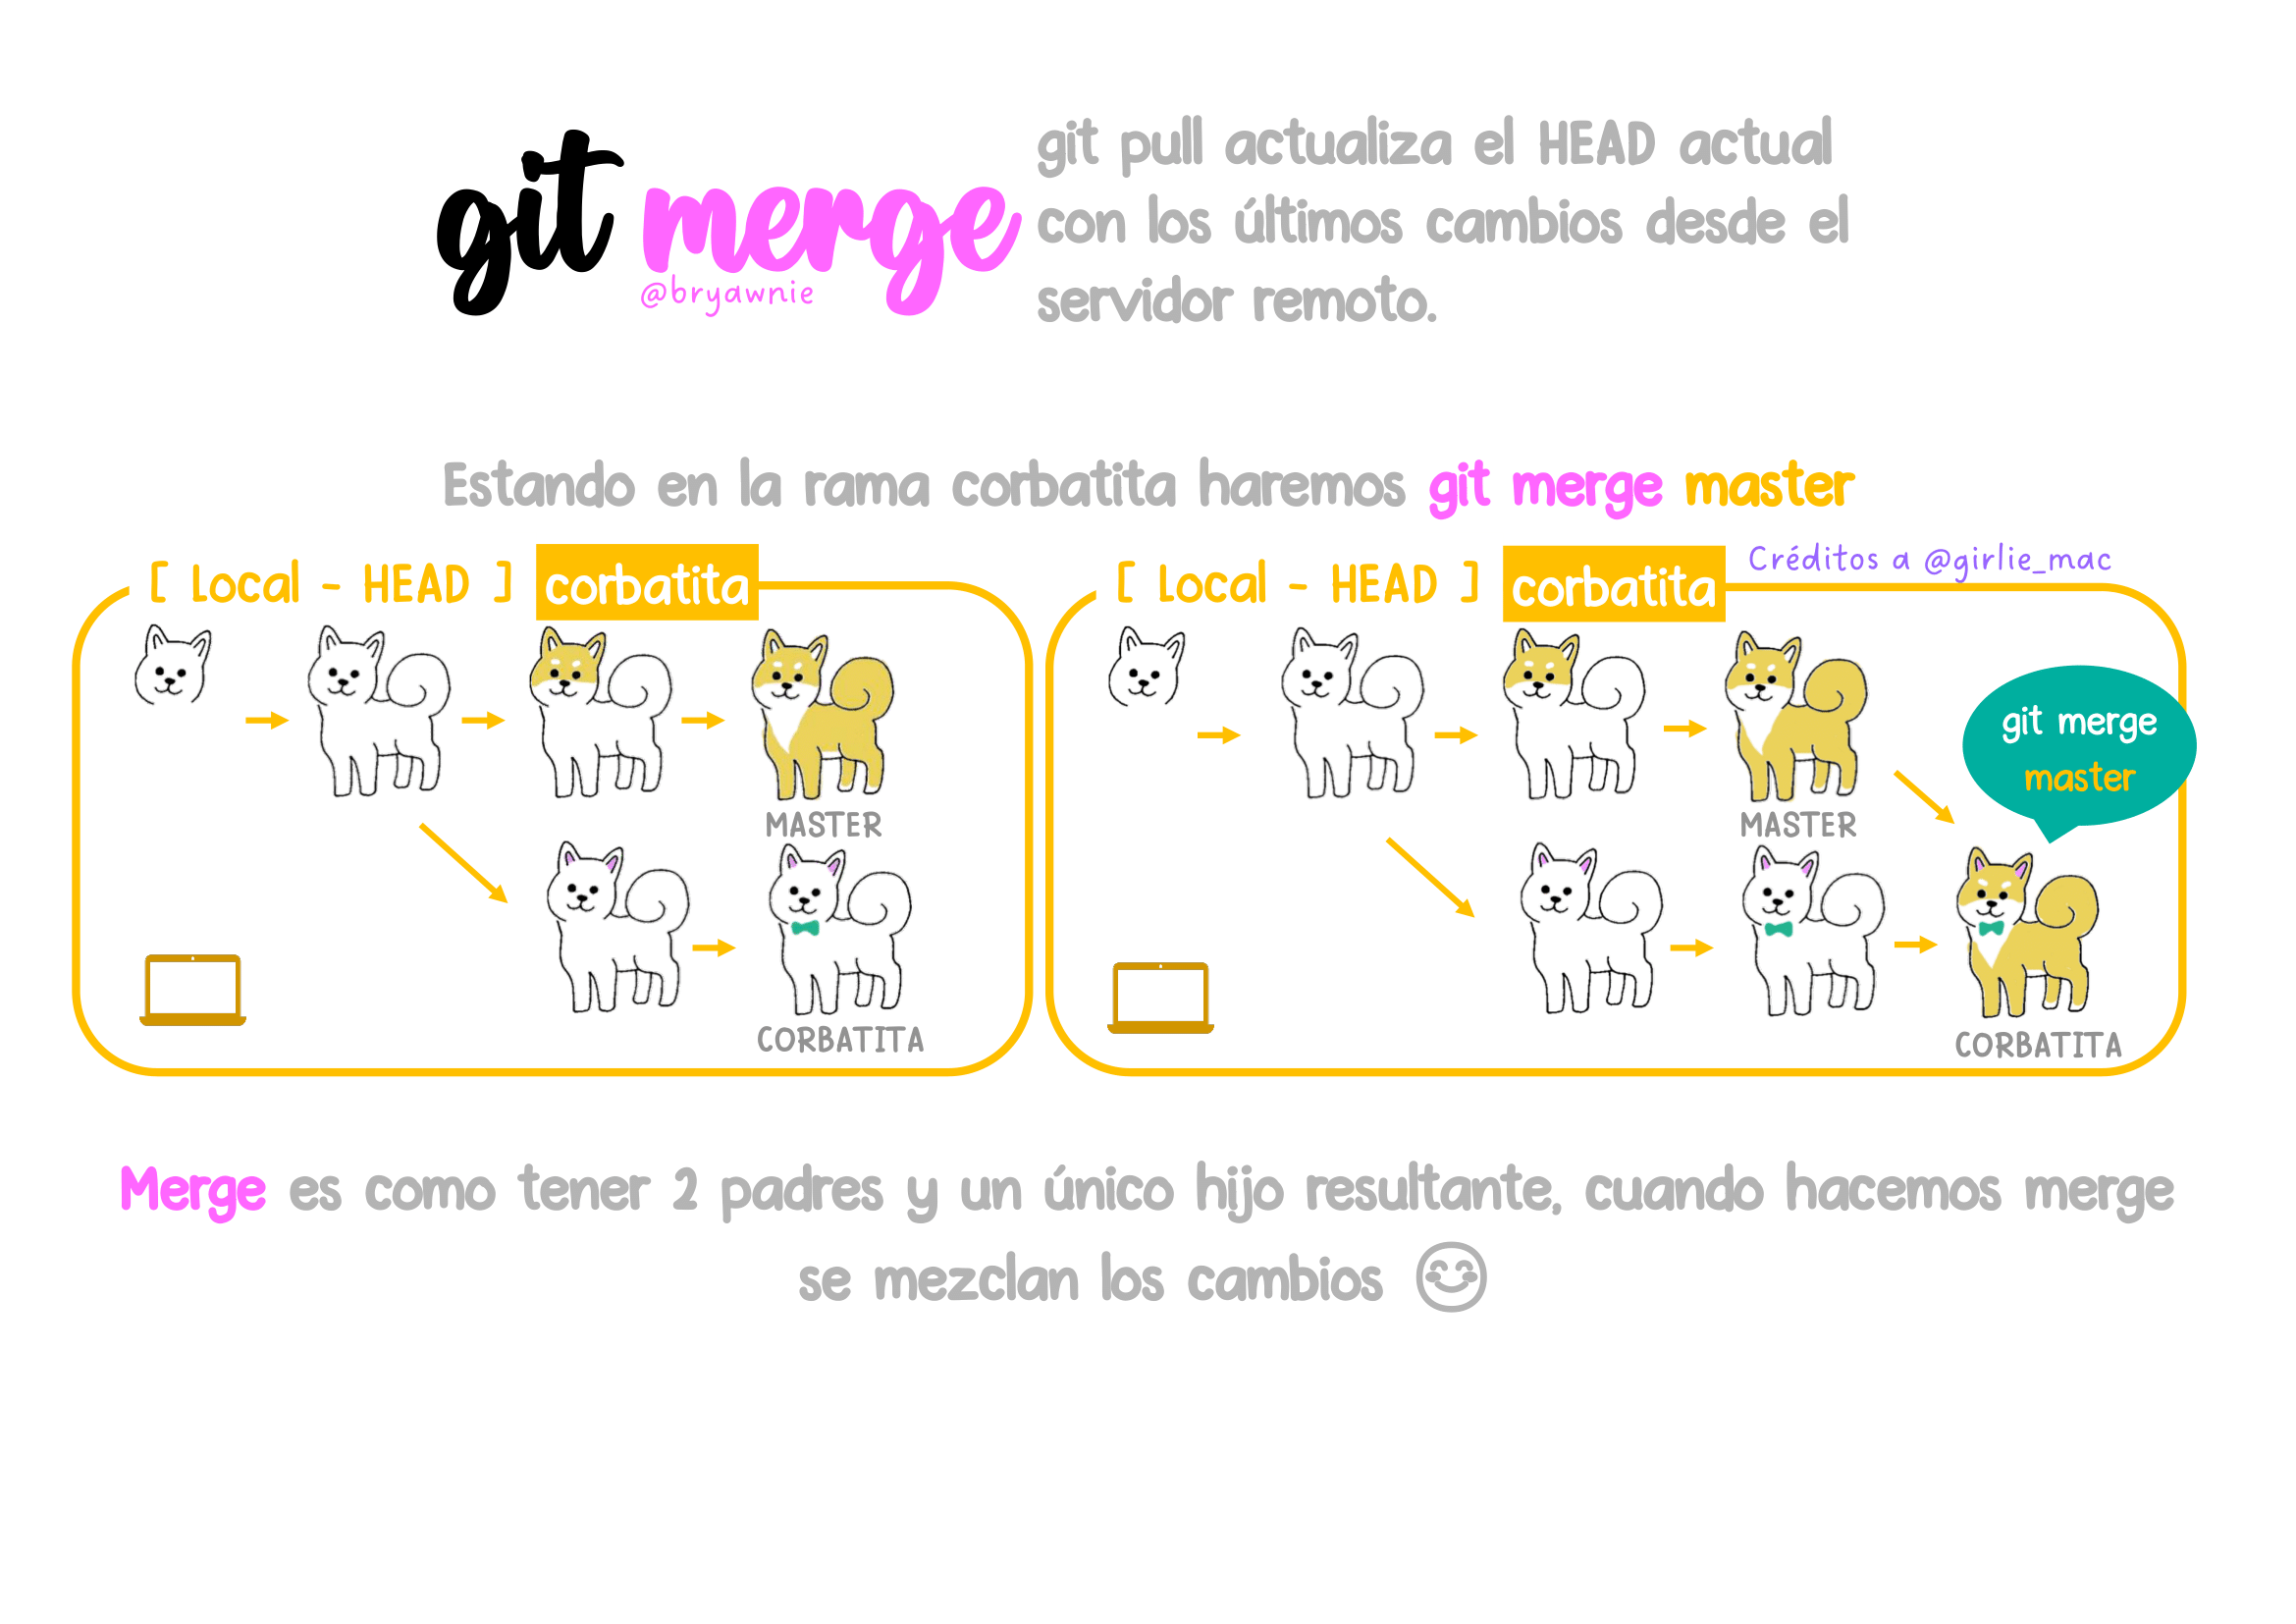 git merge
@bryawnie
git pull actualiza el HEAD actual
con los últimos cambios desde el
servidor remoto.
Estando en la rama corbatita haremos git merge master
[ Local - HEAD ] corbatita
MASTER
CORBATITA
[ Local - HEAD ] corbatita
Créditos a @girlie_mac
git merge
master
MASTER
CORBATITA
Merge es como tener 2 padres y un único hijo resultante, cuando hacemos merge
se mezclan los cambios 😊